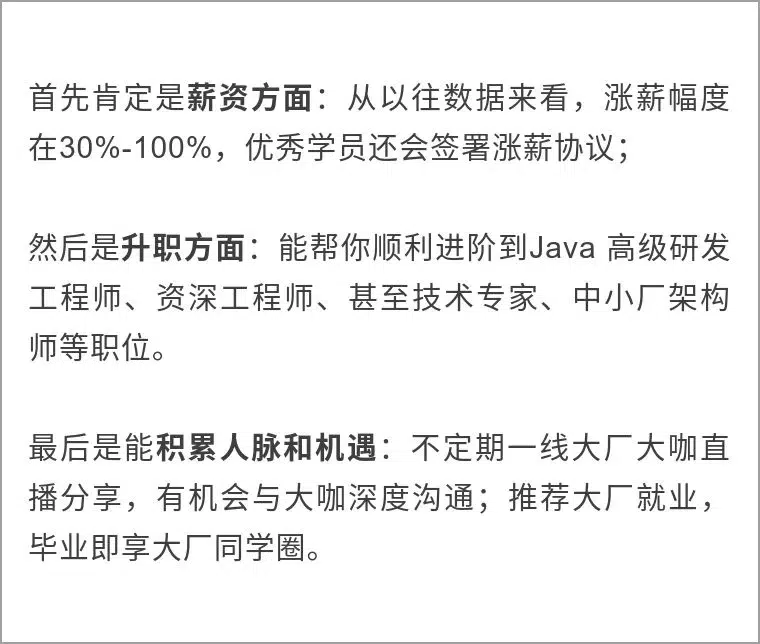 首先肯定是薪资方面：从以往数据来看，涨薪幅度
在30%-100%，优秀学员还会签署涨薪协议；
然后是升职方面：能帮你顺利进阶到Java 高级研发
工程师、资深工程师、甚至技术专家、中小厂架构
师等职位。
最后是能积累人脉和机遇：不定期一线大厂大咖直
播分享，有机会与大咖深度沟通；推荐大厂就业，
毕业即享大厂同学圈。